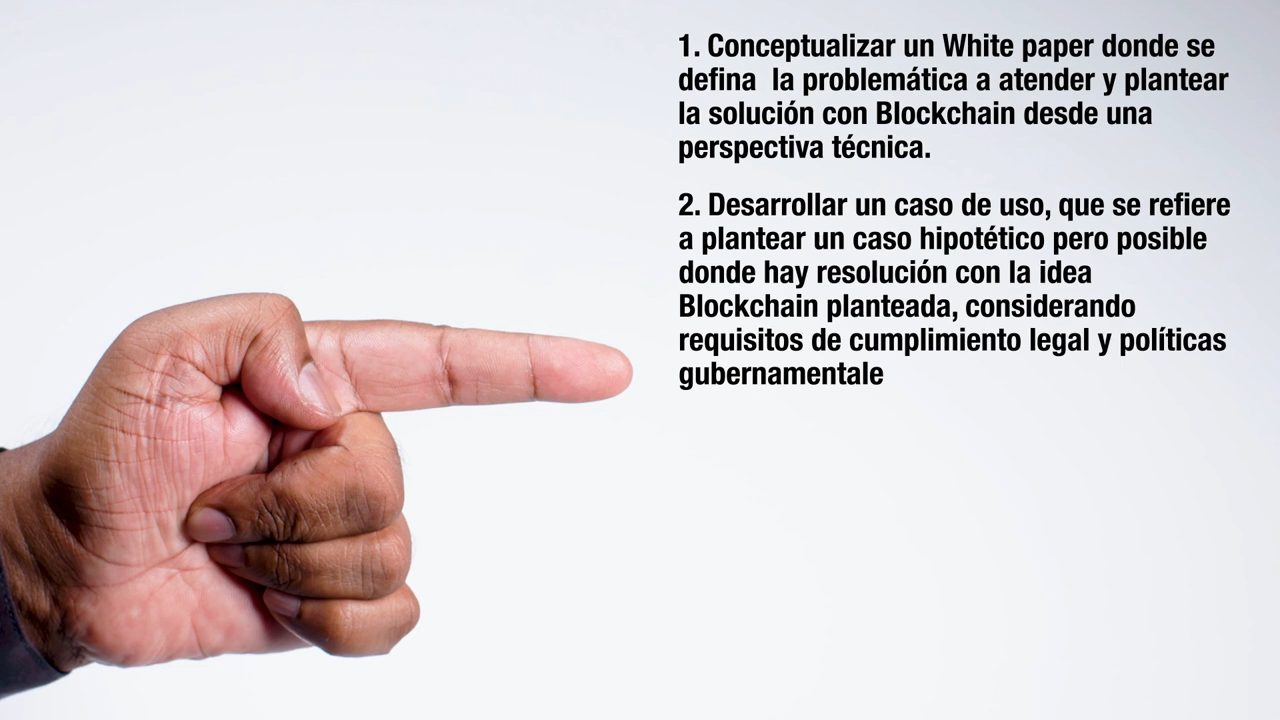 1. Conceptualizar un White paper donde se
defina  la problemática a atender y plantear
la solución con Blockchain desde una
perspectiva técnica.
2. Desarrollar un caso de uso, que se refiere
a plantear un caso hipotético pero posible
donde hay resolución con la idea
Blockchain planteada, considerando
requisitos de cumplimiento legal y políticas
gubernamentale